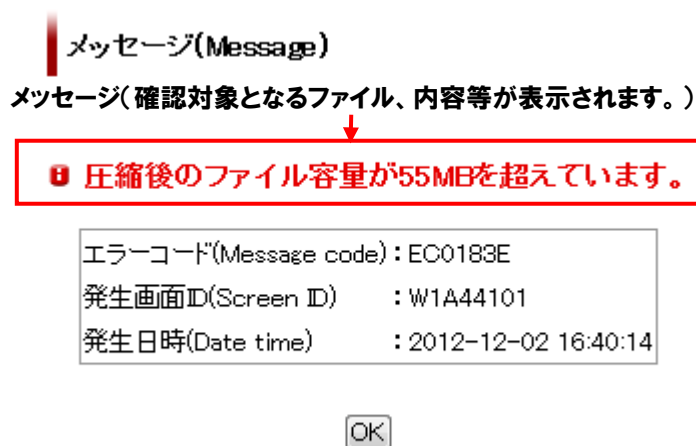 メッセージ(Message)
メッセージ(確認対象となるファイル、内容等が表示されます。)
圧縮後のファイル容量が55MBを超えています。
エラーコード(Message code):EC0183E
発生画面ID(Screen ID) :W1A44101
発生日時(Date time) :2012-12-02 16:40:14
OK